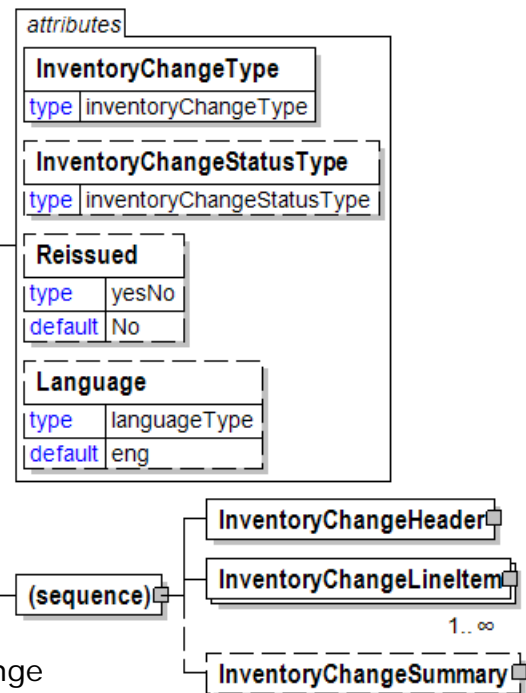 attributes
InventoryChangeType
type inventoryChangeType
InventoryChangeStatusType
type inventoryChangeStatusType
Reissued
type yesNo
default No
Language
type languageType
default eng
InventoryChangeHeader
(sequence)
InventoryChangeLineItem
1..∞
InventoryChangeSummary